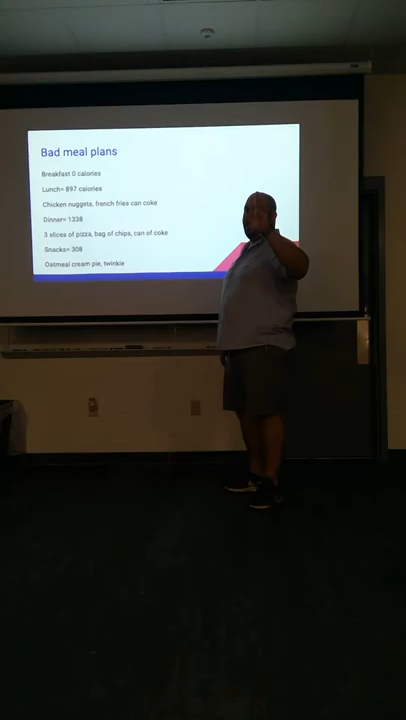 Bad meal plans
Breakfast 0 calories
Lunch= 897 calories
Chicken nuggets, french fries can coke
Dinner= 1338
3 slices of pizza, bag of chips, can of coke
Snacks= 308
Oatmeal cream pie, twinkie